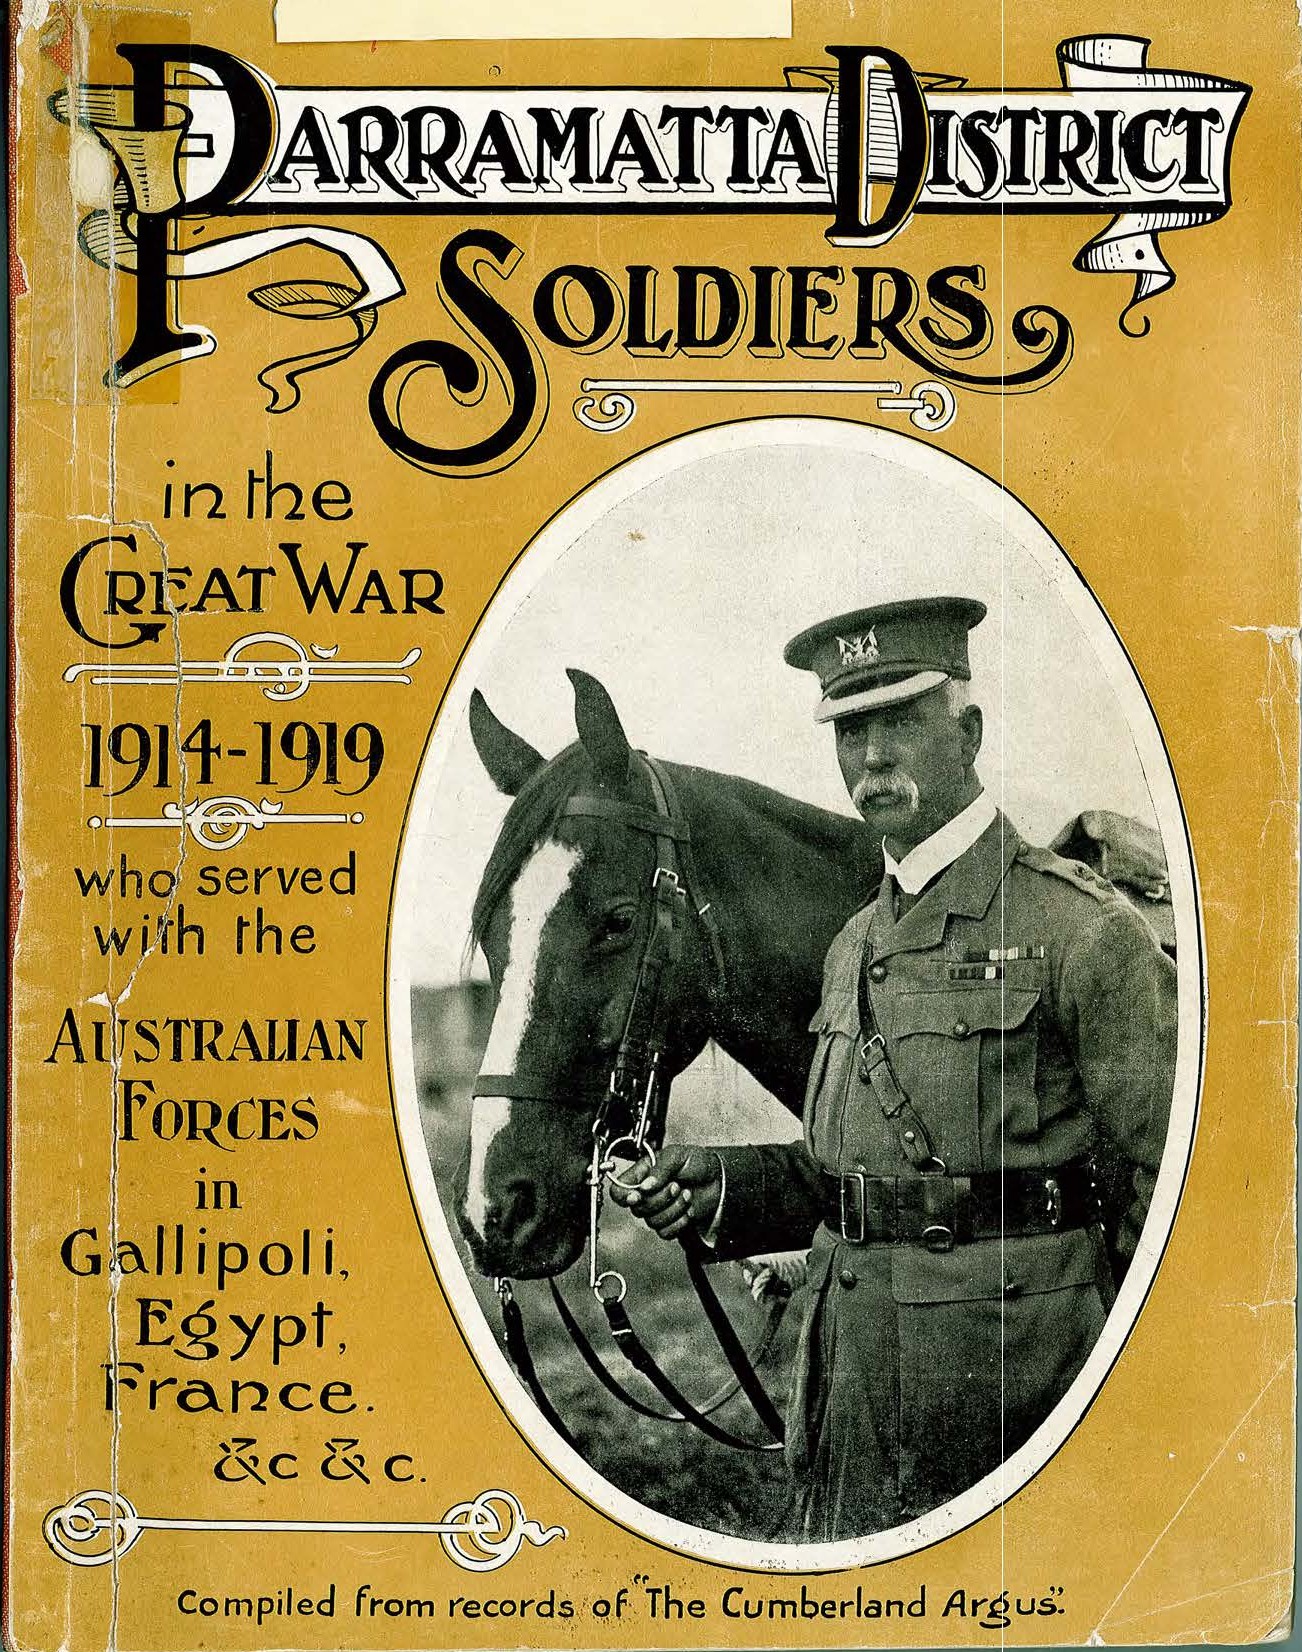 PARRAMATTA DISTRICT
SOLDIERS
in the
GREAT WAR
1914-1919
who served
with the
AUSTRALIAN
FORCES
in
Gallipoli,
Egypt,
France.
&c &c.
Compiled from records of "The Cumberland Argus".